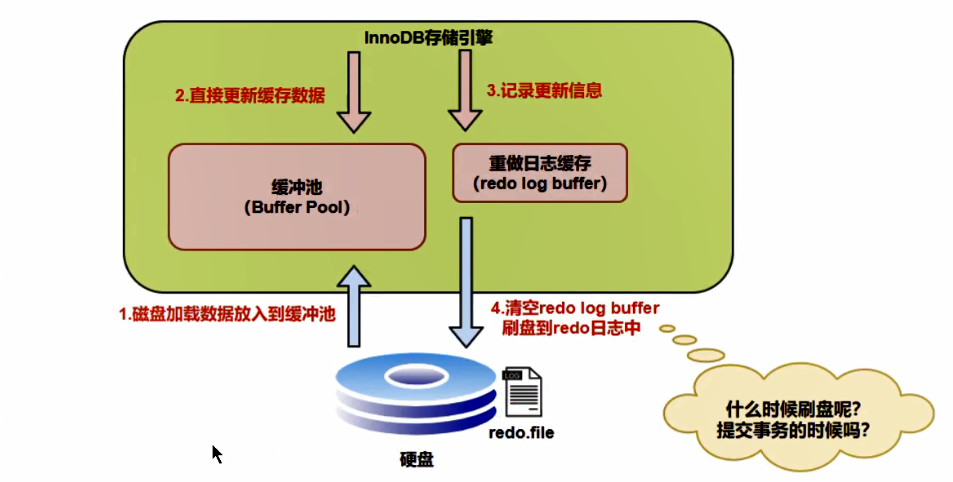 InnoDB存储引擎
2.直接更新缓存数据
3.记录更新信息
缓冲池
（Buffer Pool）
重做日志缓存
（redo log buffer）
1.磁盘加载数据放入到缓冲池
4.清空redo log buffer
刷盘到redo日志中
LOG
redo.file
硬盘
什么时候刷盘呢？
提交事务的时候吗？